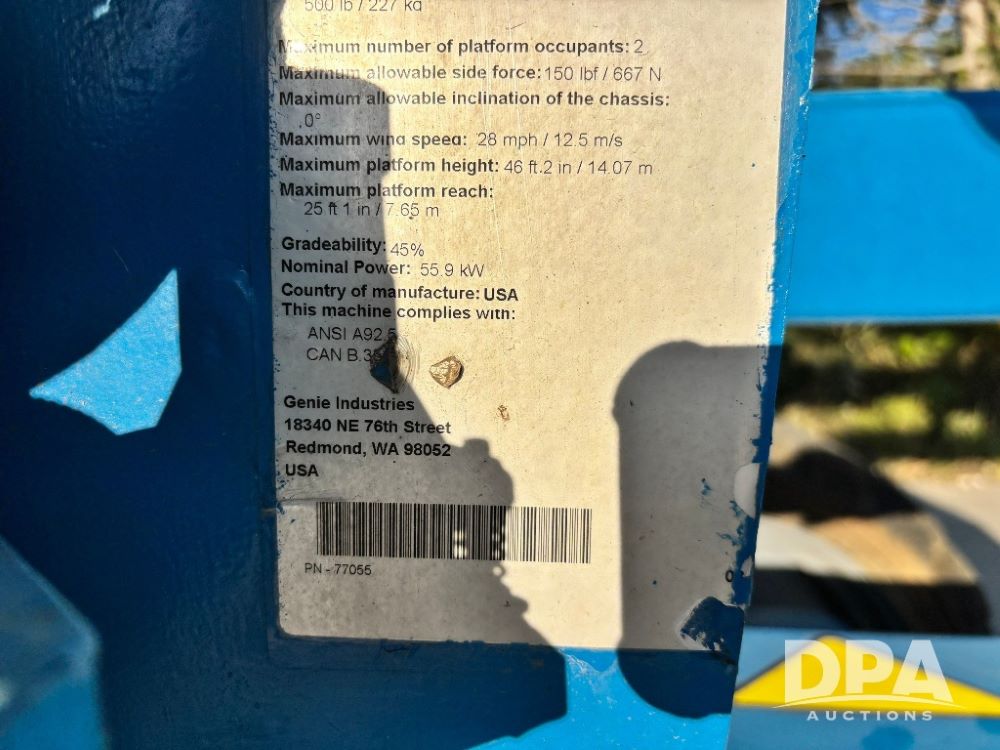 500 lb / 227 kg
Maximum number of platform occupants: 2
Maximum allowable side force: 150 lbf / 667 N
Maximum allowable inclination of the chassis:
.0°
Maximum wind speed: 28 mph / 12.5 m/s
Maximum platform height: 46 ft.2 in / 14.07 m
Maximum platform reach:
25 ft 1 in / 7.65 m
Gradeability: 45%
Nominal Power: 55.9 kW
Country of manufacture: USA
This machine complies with:
ANSI A92.5
CAN
Genie Industries
18340 NE 76th Street
Redmond, WA 98052
USA
PN - 77055
DPA
AUCTIONS